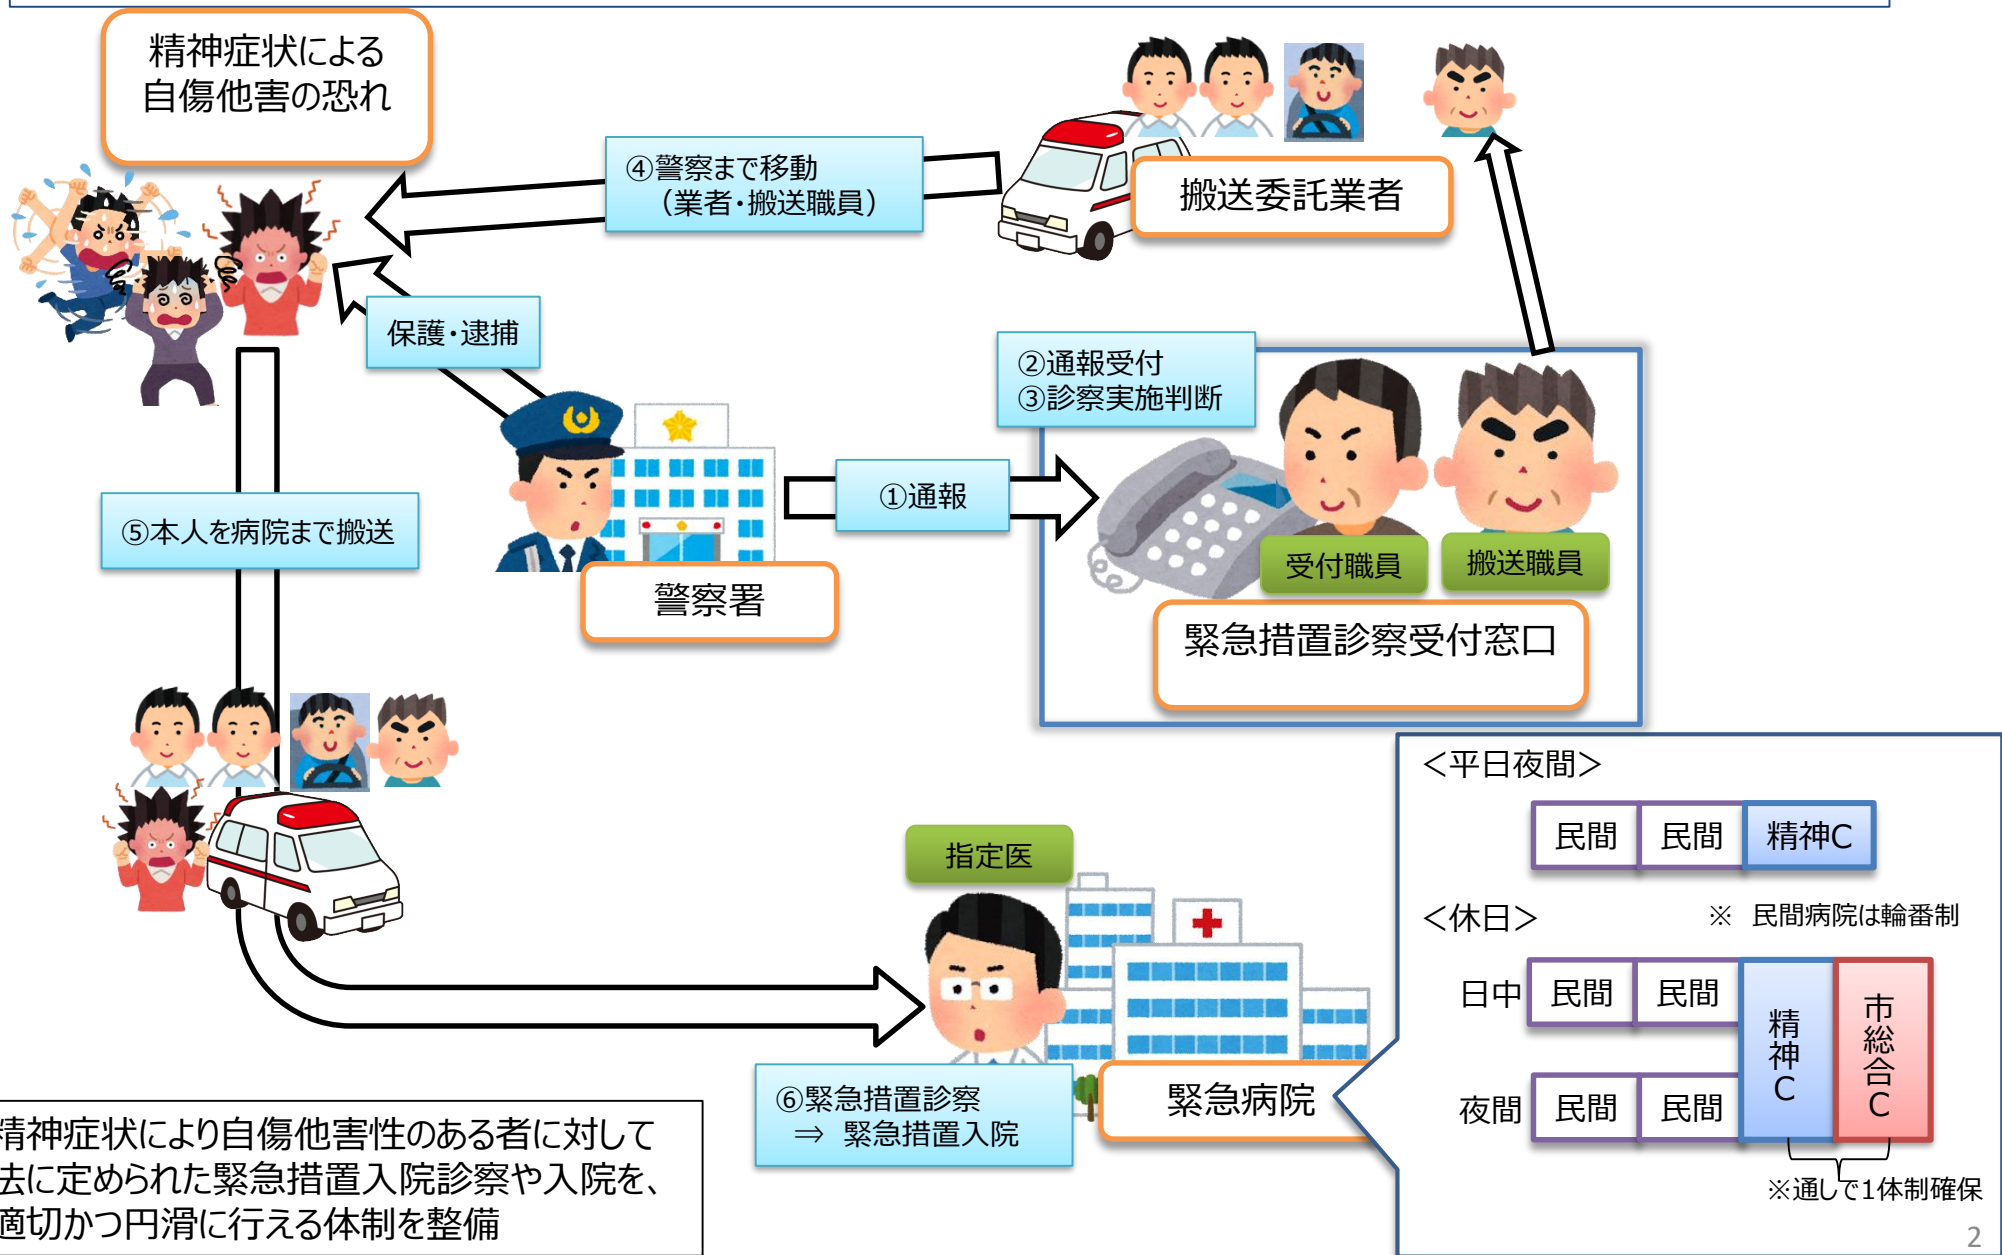 精神症状による
自傷他害の恐れ
④警察まで移動
（業者・搬送職員）
搬送委託業者
保護・逮捕
②通報受付
③診察実施判断
①通報
⑤本人を病院まで搬送
警察署
受付職員
搬送職員
緊急措置診察受付窓口
指定医
⑥緊急措置診察
⇒ 緊急措置入院
緊急病院
＜平日夜間＞
民間 民間 精神C
＜休日＞
※ 民間病院は輪番制
日中 民間 民間
精神C
市総合C
夜間 民間 民間
※通しで1体制確保
精神症状により自傷他害性のある者に対して
法に定められた緊急措置入院診察や入院を、
適切かつ円滑に行える体制を整備
2